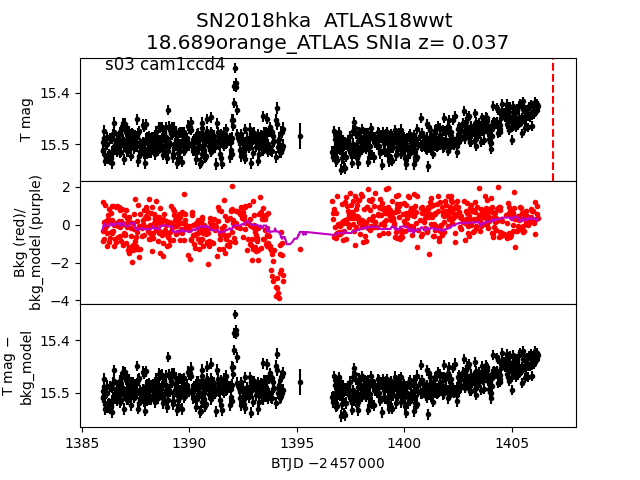 SN2018hka ATLAS18wwt
18.689orange_ATLAS SNIa z= 0.037
s03 cam1ccd4
T mag
15.4
15.5
Bkg (red)/
bkg_model (purple)
2
0
−2
−4
T mag −
bkg_model
15.4
15.5
1385
1390
1395
1400
1405
BTJD −2 457 000